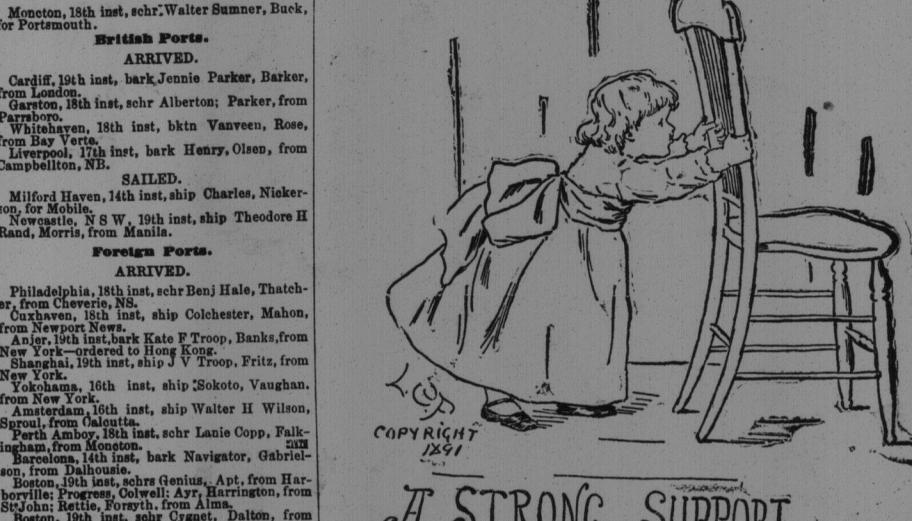 Moncton, 18th inst, schr Walter Sumner, Buck,
for Portsmouth.
British Ports.
ARRIVED.
Cardiff, 19th inst, bark Jennie Parker, Barker,
from London.
Garston, 18th inst, schr Alberton; Parker, from
Parrsboro.
Whitehaven, 18th inst, bktn Vanveen, Rose,
from Bay Verte.
Liverpool, 17th inst, bark Henry, Olsen, from
Campbellton, NB.
SAILED.
Milford Haven, 14th inst, ship Charles, Nicker-
son, for Mobile.
Newcastle, N S W, 19th inst, ship Theodore H
Rand, Morris, from Manila.
Foreign Ports.
ARRIVED.
Philadelphia, 18th inst, schr Benj Hale, Thatch-
er, from Cheverie, NS.
Cuxhaven, 18th inst, ship Colchester, Mahon,
from Newport News.
Anjer, 19th inst, bark Kate F Troop, Banks, from
New York—ordered to Hong Kong.
Shanghai, 19th inst, ship J V Troop, Fritz, from
New York.
Yokohama, 16th inst, ship Sokoto, Vaughan.
from New York.
Amsterdam, 16th inst, ship Walter H Wilson,
Sproul, from Calcutta.
Perth Amboy, 18th inst, schr Lanie Copp, Falk-
ingham, from Moncton.
Barcelona, 14th inst, bark Navigator, Gabriel-
son, from Dalhousie.
Boston, 19th inst, schrs Genius, Apt, from Har-
borville; Progress, Colwell; Ayr, Harrington, from
St John; Rettie, Forsyth, from Alma.
Boston, 19th inst, schr Cygnet, Dalton, from
COPYRIGHT
1891
A STRONG SUPPORT